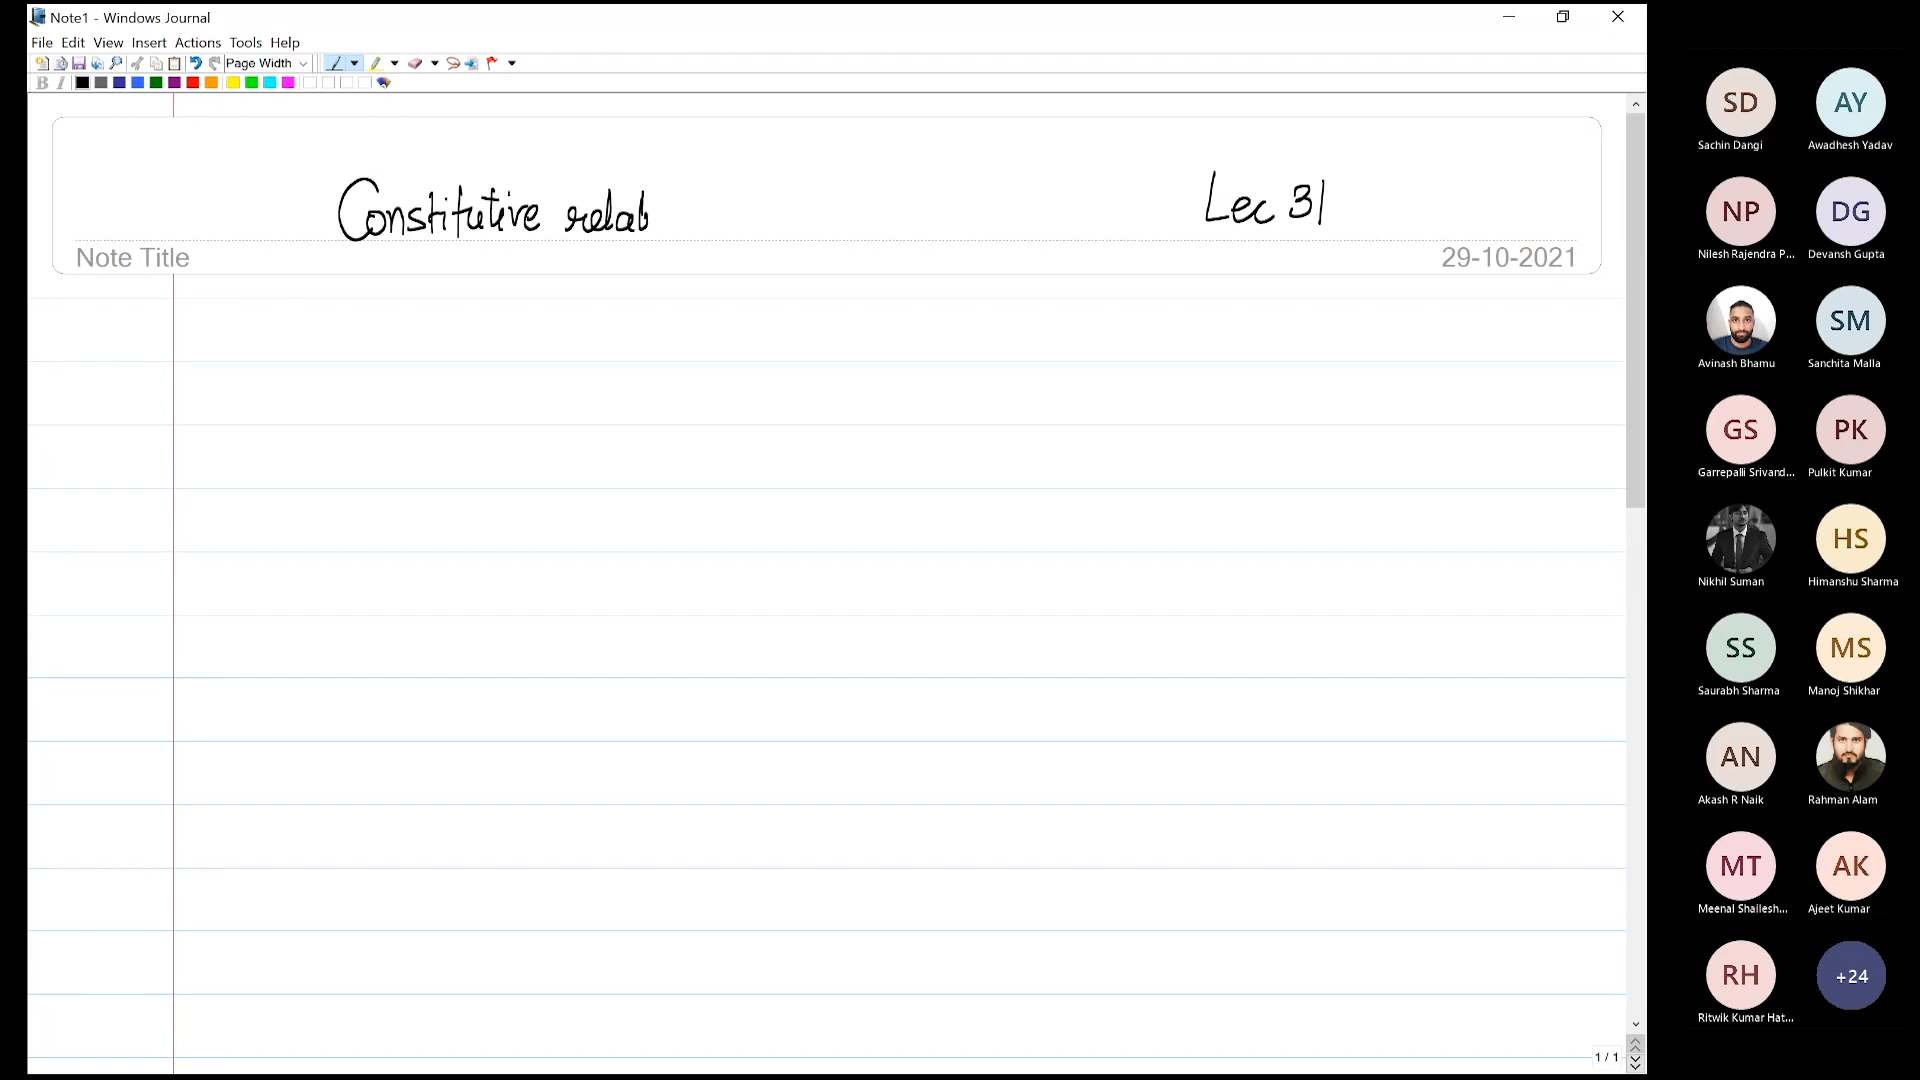 Note1 - Windows Journal
File Edit View Insert Actions Tools Help
Page Width
B I
Constitutive relab
Lec 31
Note Title
29-10-2021
1 / 1
SD
Sachin Dangi
AY
Awadhesh Yadav
NP
Nilesh Rajendra P...
DG
Devansh Gupta
Avinash Bhamu
SM
Sanchita Malla
GS
Garrepalli Srivand...
PK
Pulkit Kumar
Nikhil Suman
HS
Himanshu Sharma
SS
Saurabh Sharma
MS
Manoj Shikhar
AN
Akash R Naik
Rahman Alam
MT
Meenal Shailesh...
AK
Ajeet Kumar
RH
Ritwik Kumar Hat...
+24